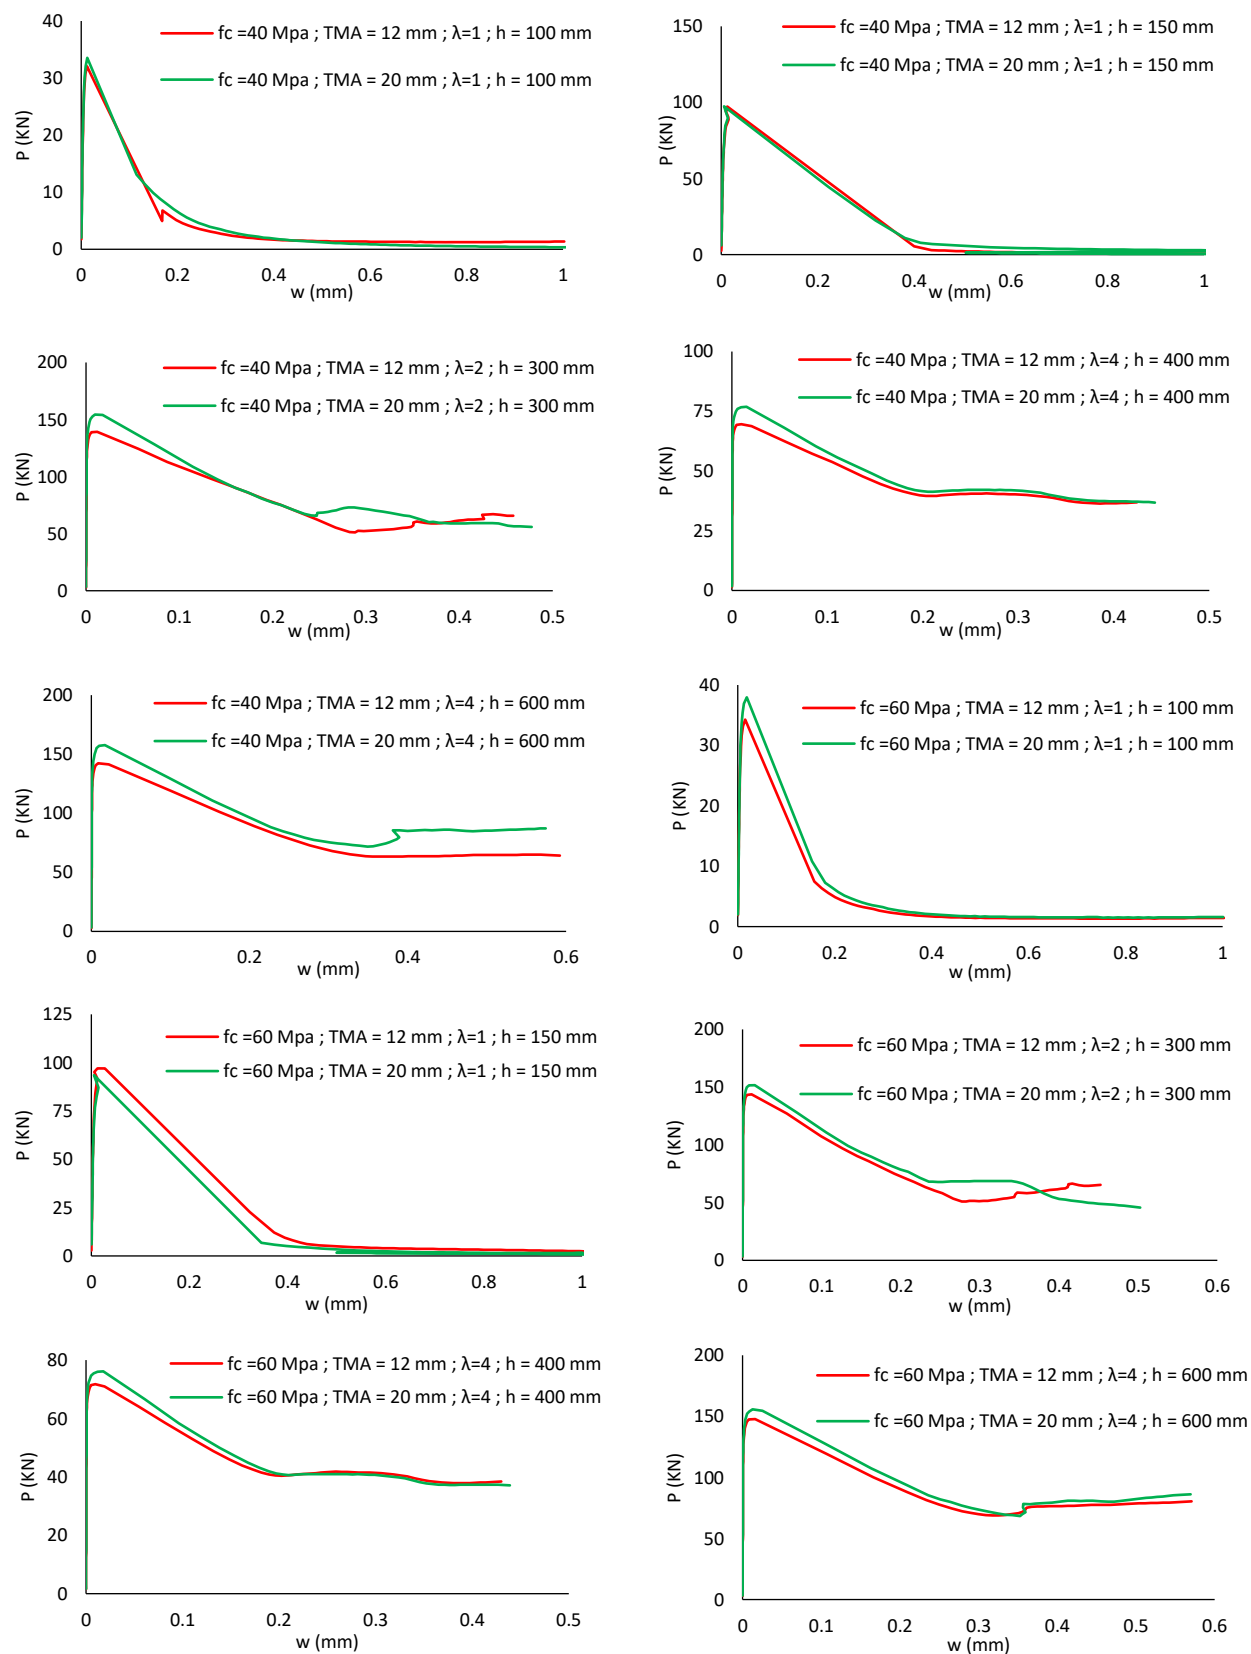 fc =40 Mpa ; TMA = 12 mm ; λ=1 ; h = 100 mm
fc =40 Mpa ; TMA = 20 mm ; λ=1 ; h = 100 mm
P (KN)
40
30
20
10
0
0 0.2 0.4 0.6 0.8 1
w (mm)
fc =40 Mpa ; TMA = 12 mm ; λ=1 ; h = 150 mm
fc =40 Mpa ; TMA = 20 mm ; λ=1 ; h = 150 mm
P (KN)
150
100
50
0
0 0.2 0.4 0.6 0.8 1
w (mm)
fc =40 Mpa ; TMA = 12 mm ; λ=2 ; h = 300 mm
fc =40 Mpa ; TMA = 20 mm ; λ=2 ; h = 300 mm
P (KN)
200
150
100
50
0
0 0.1 0.2 0.3 0.4 0.5
w (mm)
fc =40 Mpa ; TMA = 12 mm ; λ=4 ; h = 400 mm
fc =40 Mpa ; TMA = 20 mm ; λ=4 ; h = 400 mm
P (KN)
100
75
50
25
0
0 0.1 0.2 0.3 0.4 0.5
w (mm)
fc =40 Mpa ; TMA = 12 mm ; λ=4 ; h = 600 mm
fc =40 Mpa ; TMA = 20 mm ; λ=4 ; h = 600 mm
P (KN)
200
150
100
50
0
0 0.2 0.4 0.6
w (mm)
fc =60 Mpa ; TMA = 12 mm ; λ=1 ; h = 100 mm
fc =60 Mpa ; TMA = 20 mm ; λ=1 ; h = 100 mm
P (KN)
40
30
20
10
0
0 0.2 0.4 0.6 0.8 1
w (mm)
fc =60 Mpa ; TMA = 12 mm ; λ=1 ; h = 150 mm
fc =60 Mpa ; TMA = 20 mm ; λ=1 ; h = 150 mm
P (KN)
125
100
75
50
25
0
0 0.2 0.4 0.6 0.8 1
w (mm)
fc =60 Mpa ; TMA = 12 mm ; λ=2 ; h = 300 mm
fc =60 Mpa ; TMA = 20 mm ; λ=2 ; h = 300 mm
P (KN)
200
150
100
50
0
0 0.1 0.2 0.3 0.4 0.5 0.6
w (mm)
fc =60 Mpa ; TMA = 12 mm ; λ=4 ; h = 400 mm
fc =60 Mpa ; TMA = 20 mm ; λ=4 ; h = 400 mm
P (KN)
80
60
40
20
0
0 0.1 0.2 0.3 0.4 0.5
w (mm)
fc =60 Mpa ; TMA = 12 mm ; λ=4 ; h = 600 mm
fc =60 Mpa ; TMA = 20 mm ; λ=4 ; h = 600 mm
P (KN)
200
150
100
50
0
0 0.1 0.2 0.3 0.4 0.5 0.6
w (mm)